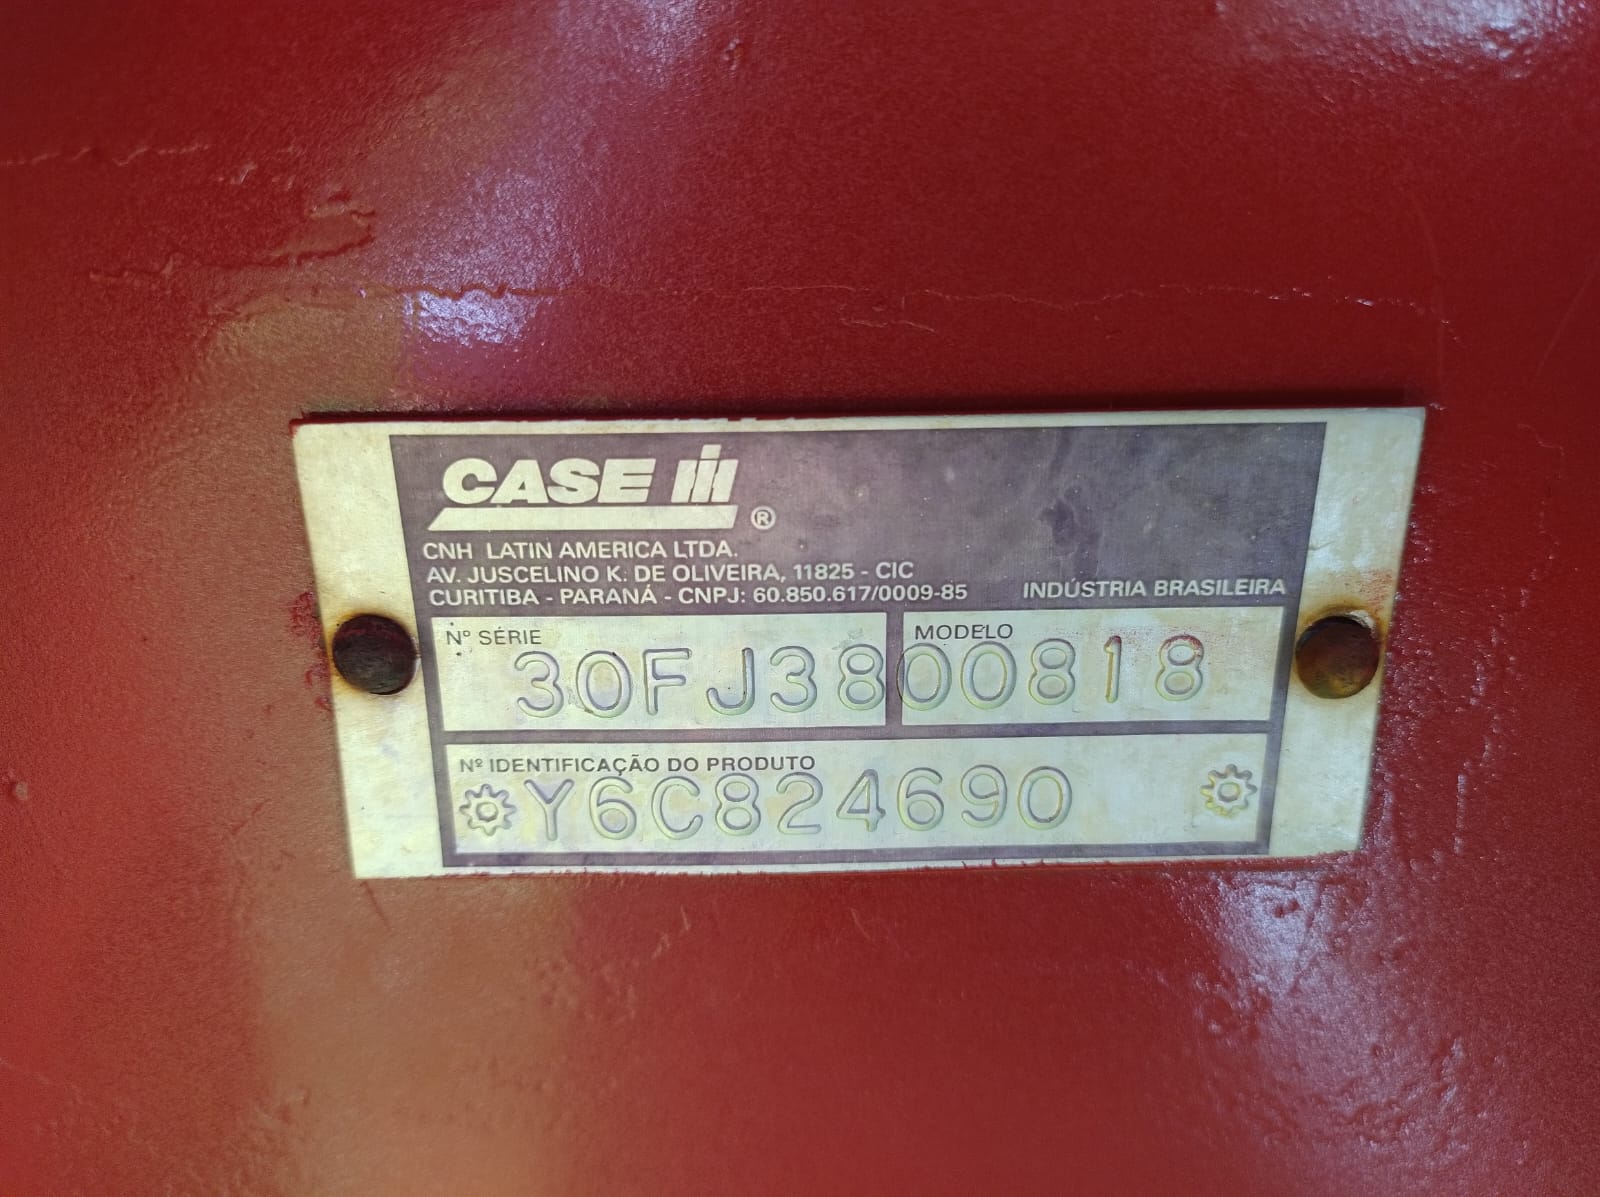 CASE IH ®
CNH LATIN AMERICA LTDA.
AV. JUSCELINO K. DE OLIVEIRA, 11825 - CIC
CURITIBA - PARANÁ - CNPJ: 60.850.617/0009-85 INDÚSTRIA BRASILEIRA
Nº SÉRIE MODELO
30FJ3800818
Nº IDENTIFICAÇÃO DO PRODUTO
Y6C824690